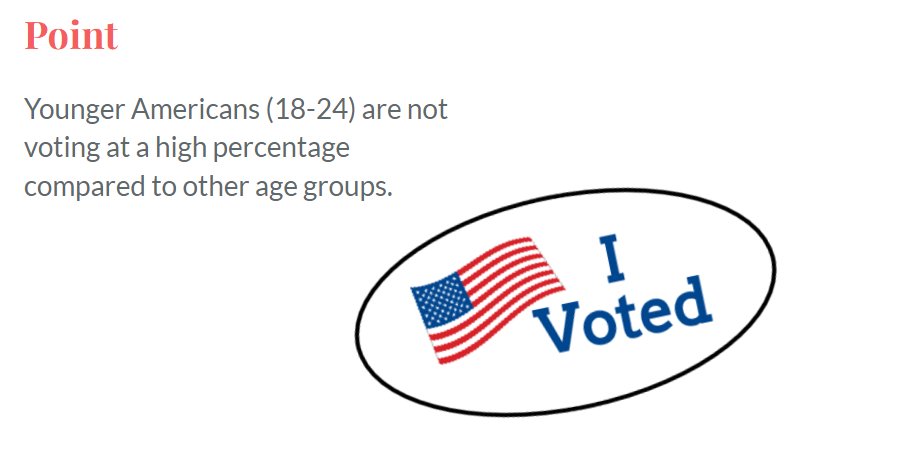 Point
Younger Americans (18-24) are not
voting at a high percentage
compared to other age groups.
I
Voted